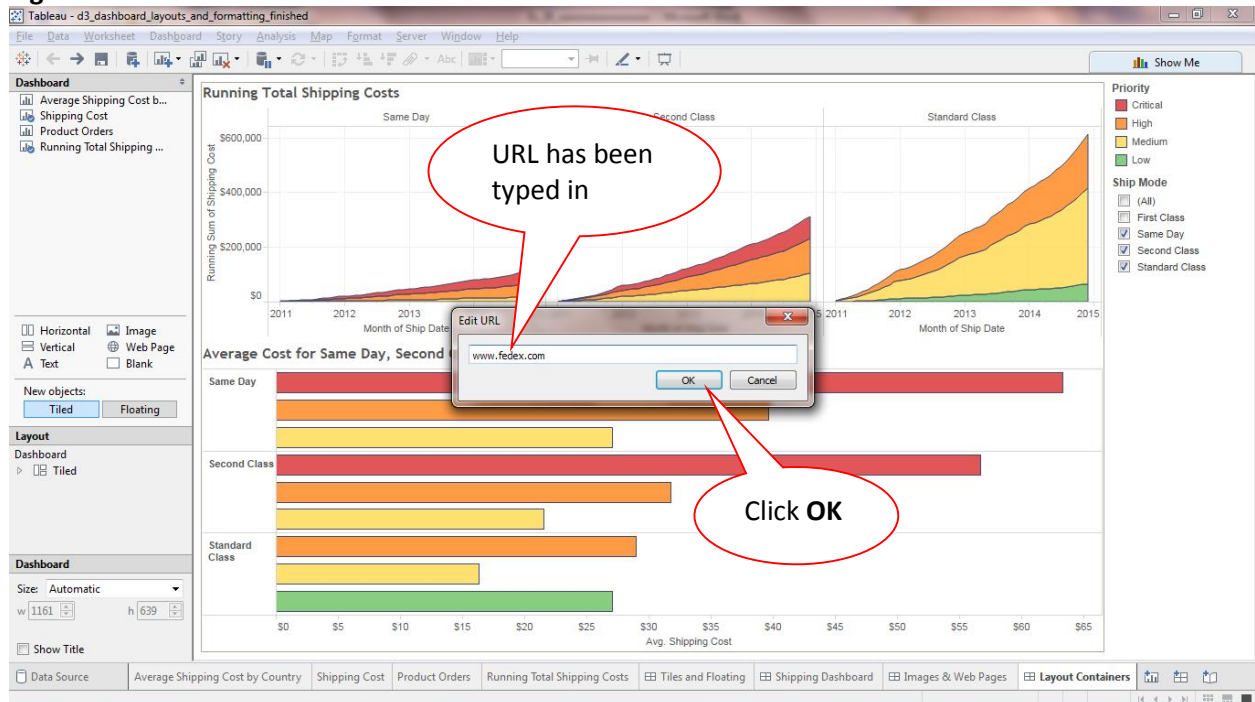 Tableau - d3_dashboard_layouts_and_formatting_finished
File Data Worksheet Dashboard Story Analysis Map Format Server Window Help
Abc
Show Me
Dashboard
Average Shipping Cost b...
Shipping Cost
Product Orders
Running Total Shipping ...
Horizontal Image
Vertical Web Page
A Text Blank
New objects:
Tiled Floating
Layout
Dashboard
Tiled
Dashboard
Size: Automatic
w 1161 h 639
Show Title
Running Total Shipping Costs
Same Day Second Class Standard Class
Running Sum of Shipping Cost
$600,000
$400,000
$200,000
$0
2011 2012 2013 2015 2011 2012 2013 2014 2015
Month of Ship Date Month of Ship Date
URL has been
typed in
Edit URL
www.fedex.com
OK Cancel
Average Cost for Same Day, Second
Same Day
Second Class
Standard
Class
Click OK
$0 $5 $10 $15 $20 $25 $30 $35 $40 $45 $50 $55 $60 $65
Avg. Shipping Cost
Priority
Critical
High
Medium
Low
Ship Mode
(All)
First Class
Same Day
Second Class
Standard Class
Data Source Average Shipping Cost by Country Shipping Cost Product Orders Running Total Shipping Costs Tiles and Floating Shipping Dashboard Images & Web Pages Layout Containers